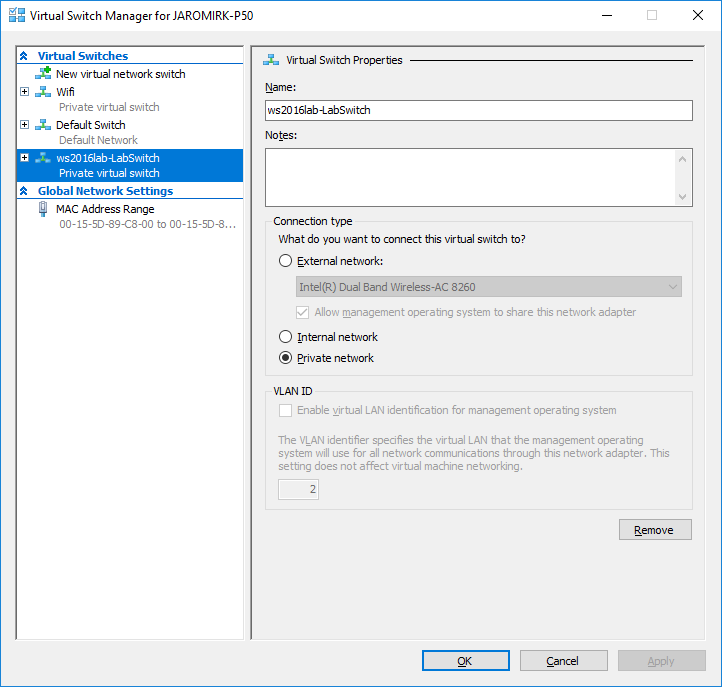 Virtual Switch Manager for JAROMIRK-P50
Virtual Switches
New virtual network switch
Wifi
Private virtual switch
Default Switch
Default Network
ws2016lab-LabSwitch
Private virtual switch
Global Network Settings
MAC Address Range
00-15-5D-89-C8-00 to 00-15-5D-8...
Virtual Switch Properties
Name:
ws2016lab-LabSwitch
Notes:
Connection type
What do you want to connect this virtual switch to?
External network:
Intel(R) Dual Band Wireless-AC 8260
Allow management operating system to share this network adapter
Internal network
Private network
VLAN ID
Enable virtual LAN identification for management operating system
The VLAN identifier specifies the virtual LAN that the management operating
system will use for all network communications through this network adapter. This
setting does not affect virtual machine networking.
2
Remove
OK
Cancel
Apply